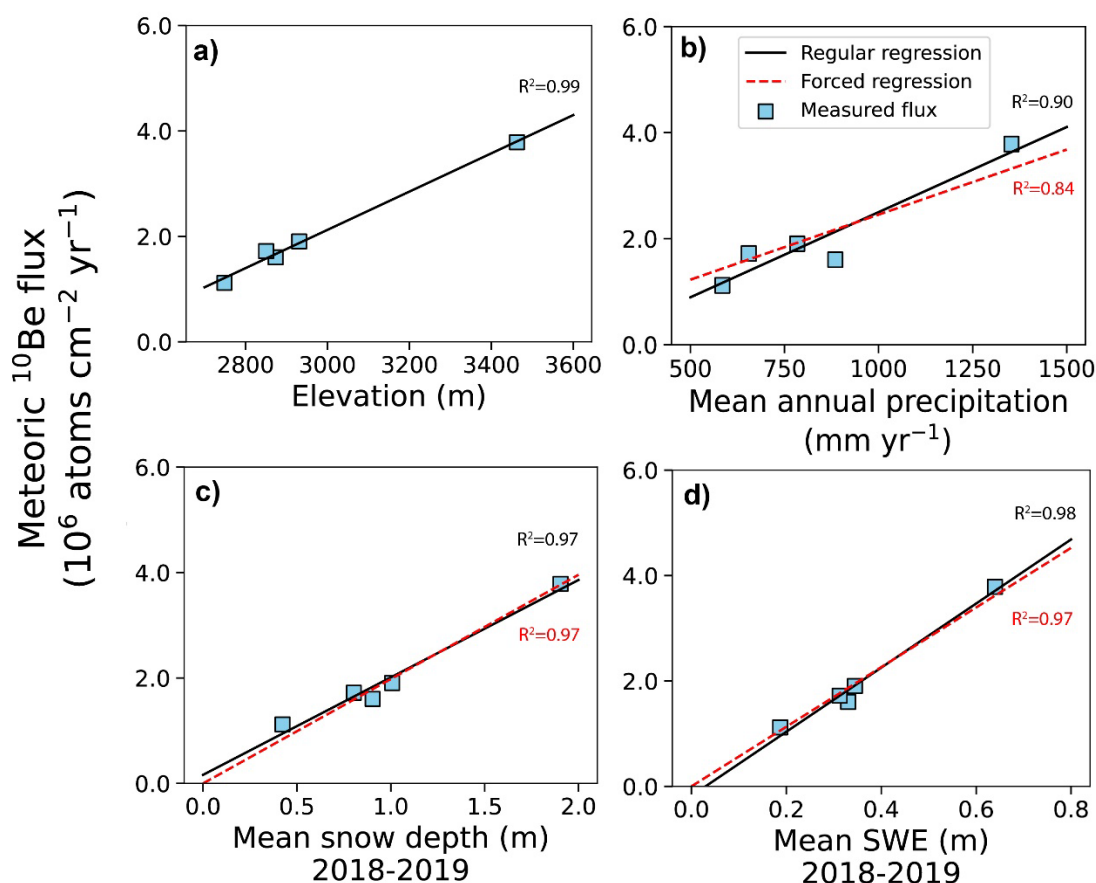 Meteoric ¹⁰Be flux
(10⁶ atoms cm⁻² yr⁻¹)
a)
6.0
4.0
2.0
0.0
R²=0.99
2800 3000 3200 3400 3600
Elevation (m)
b)
6.0
4.0
2.0
0.0
Regular regression
Forced regression
Measured flux
R²=0.90
R²=0.84
500 750 1000 1250 1500
Mean annual precipitation
(mm yr⁻¹)
c)
6.0
4.0
2.0
0.0
R²=0.97
R²=0.97
0.0 0.5 1.0 1.5 2.0
Mean snow depth (m)
2018-2019
d)
6.0
4.0
2.0
0.0
R²=0.98
R²=0.97
0.0 0.2 0.4 0.6 0.8
Mean SWE (m)
2018-2019